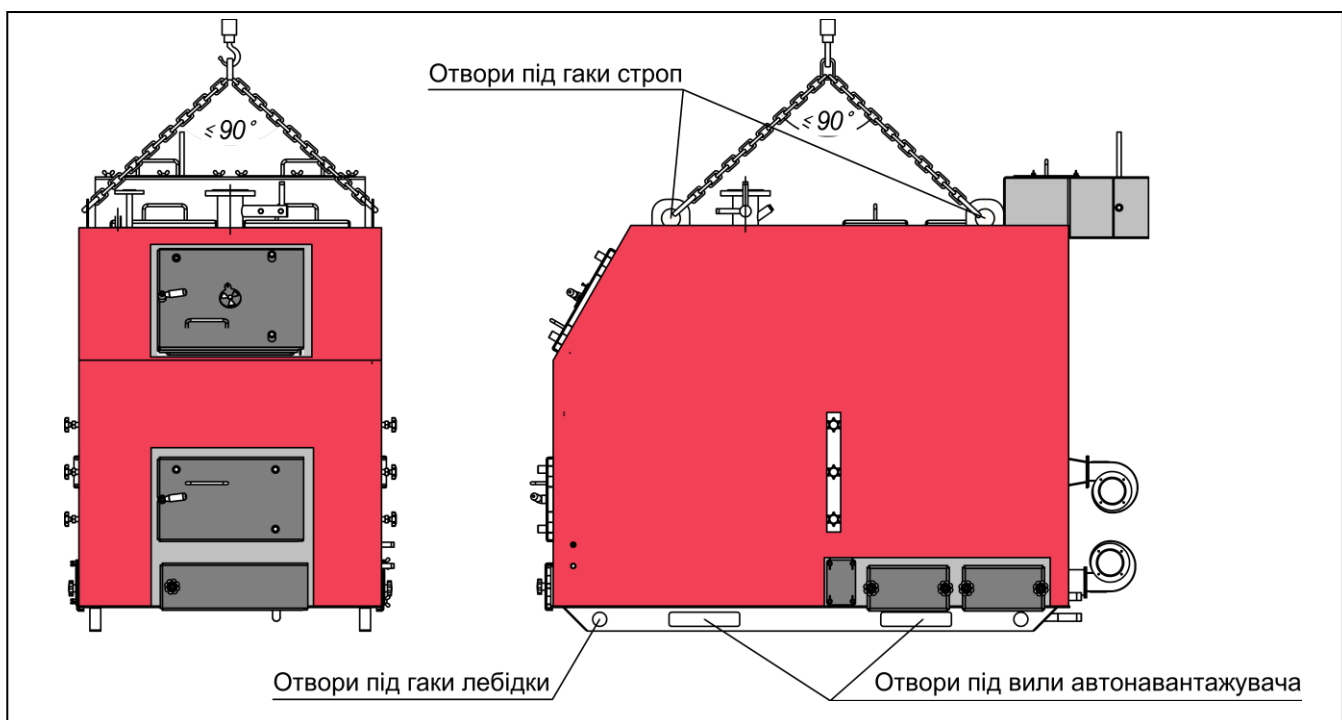 Отвори під гаки строп
≤ 90°
≤ 90°
Отвори під гаки лебідки
Отвори під вили автонавантажувача